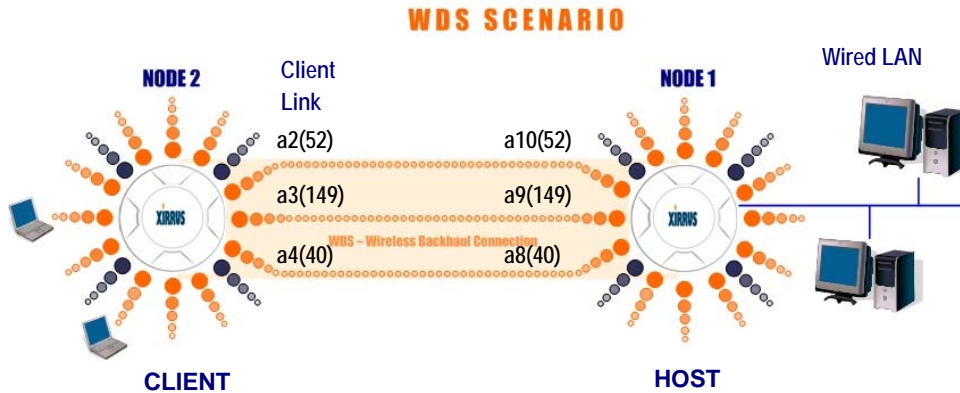 WDS SCENARIO
Wired LAN
NODE 2
Client
Link
NODE 1
a2(52)
a10(52)
a3(149)
a9(149)
XIRRUS
XIRRUS
WDS – Wireless Backhaul Connection
a4(40)
a8(40)
CLIENT
HOST